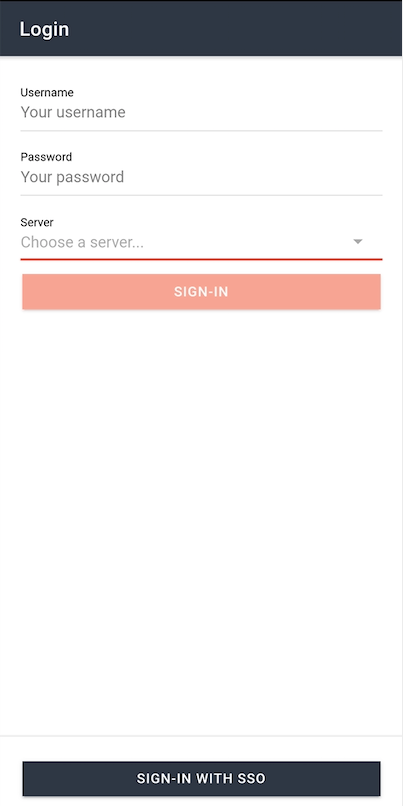 Login
Username
Your username
Password
Your password
Server
Choose a server...
SIGN-IN
SIGN-IN WITH SSO